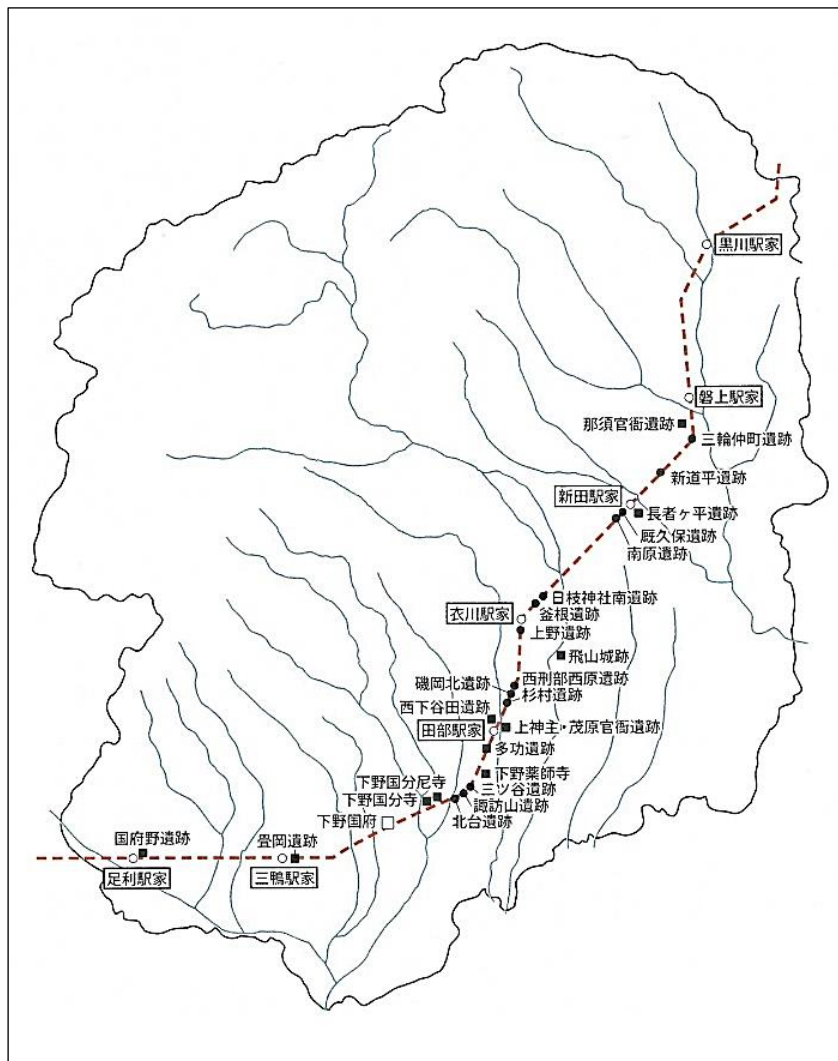 黒川駅家
磐上駅家
那須官衙遺跡
三輪仲町遺跡
新道平遺跡
新田駅家
長者ヶ平遺跡
厩久保遺跡
南原遺跡
日枝神社南遺跡
釜根遺跡
衣川駅家
上野遺跡
飛山城跡
西刑部西原遺跡
磯岡北遺跡
杉村遺跡
西下谷田遺跡
上神主・茂原官衙遺跡
田部駅家
多功遺跡
下野薬師寺
三ツ谷遺跡
下野国分尼寺
下野国分寺
諏訪山遺跡
下野国府
北台遺跡
国府野遺跡
畳岡遺跡
足利駅家
三鴨駅家